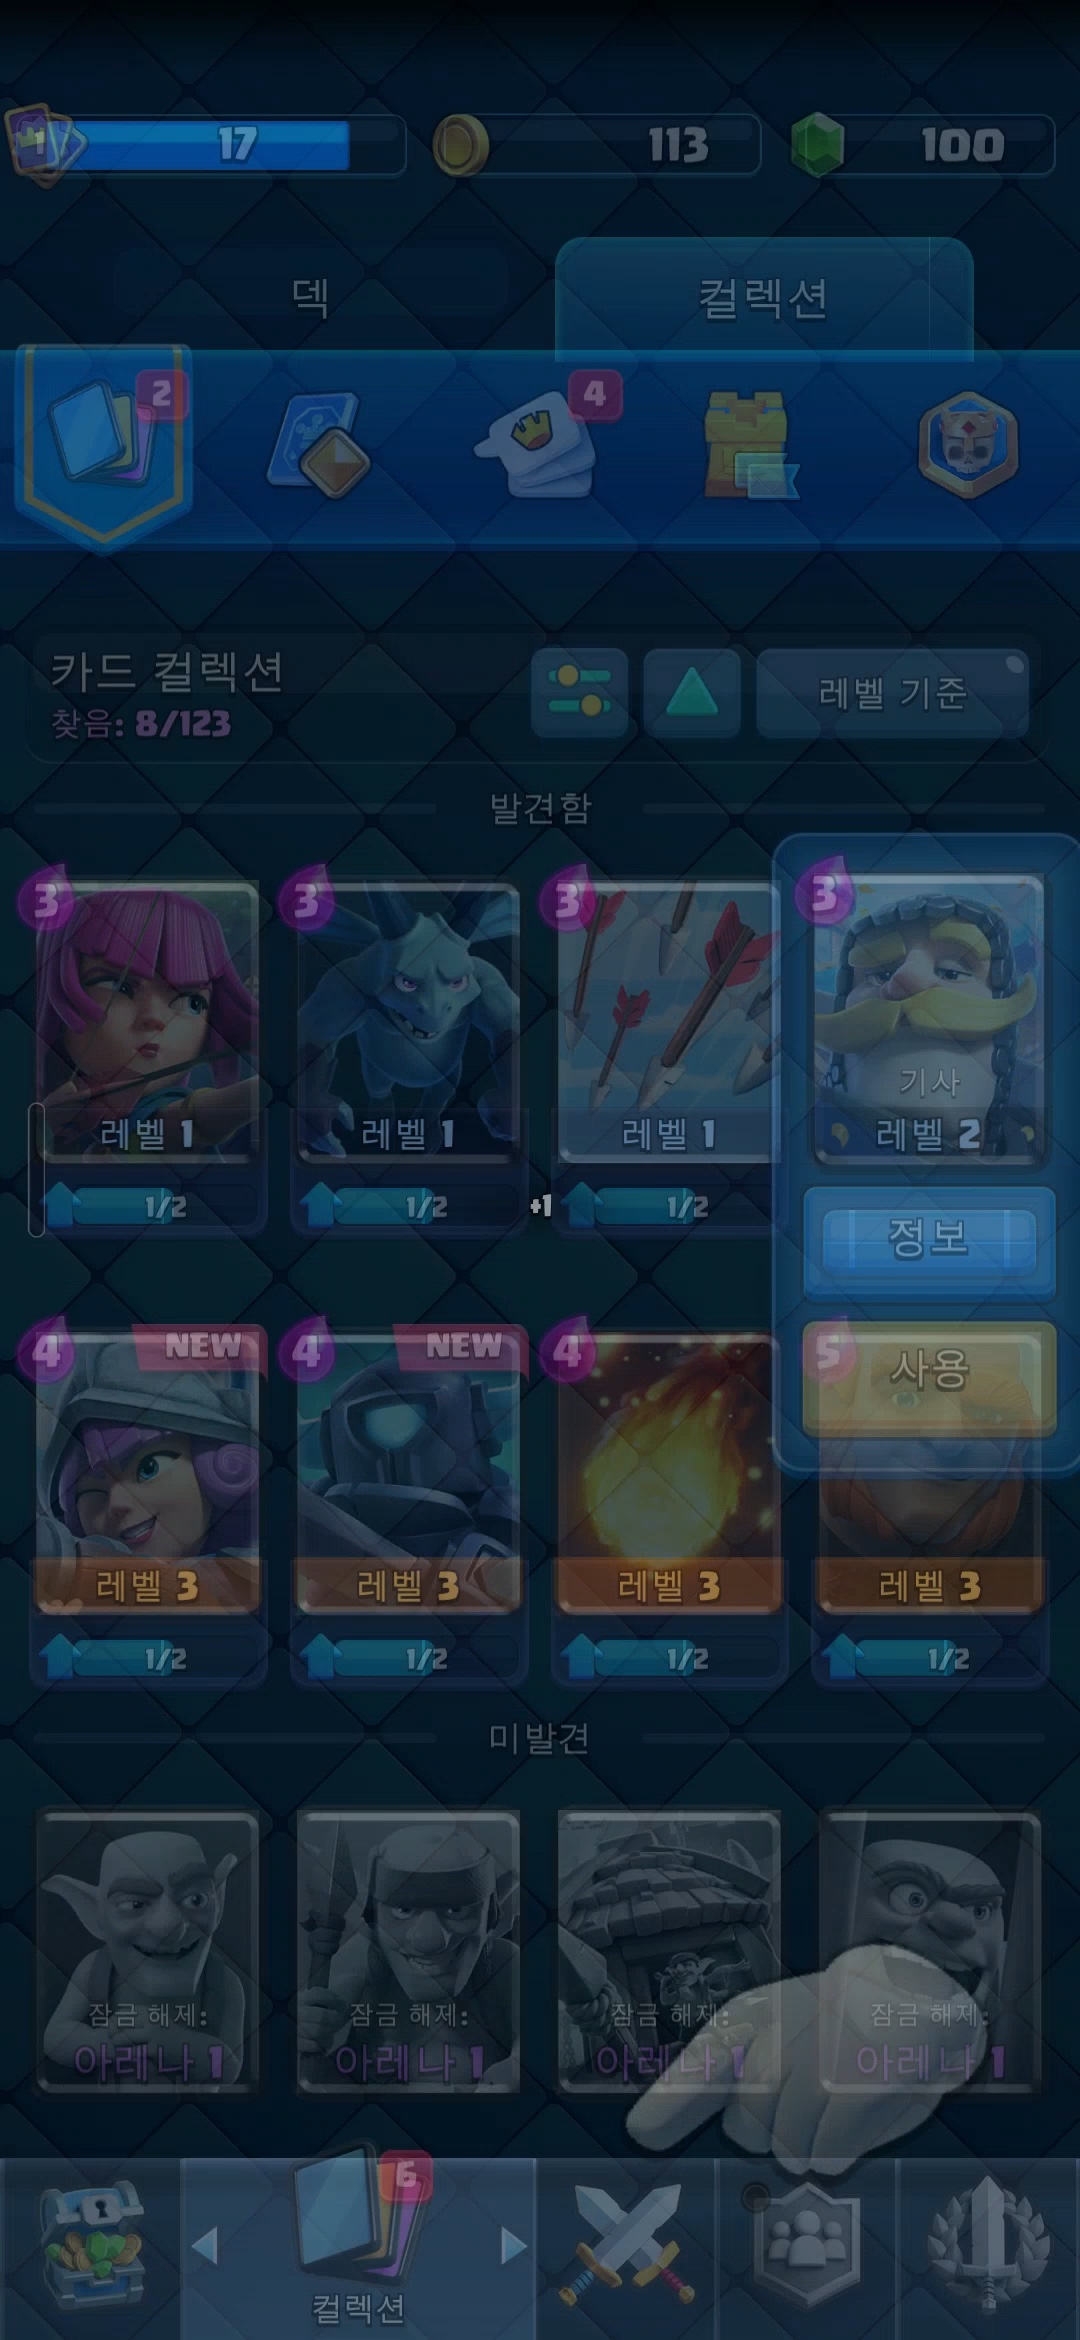 1 17 113 100
덱 컬렉션
2 4
카드 컬렉션
찾음: 8/123
레벨 기준
발견함
3 3 3 3
기사
레벨 1 레벨 1 레벨 1 레벨 2
1/2 1/2 +1 1/2
정보
4 NEW 4 NEW 4 5
사용
레벨 3 레벨 3 레벨 3 레벨 3
1/2 1/2 1/2 1/2
미발견
잠금 해제: 잠금 해제: 잠금 해제: 잠금 해제:
아레나 1 아레나 1 아레나 1 아레나 1
6
컬렉션